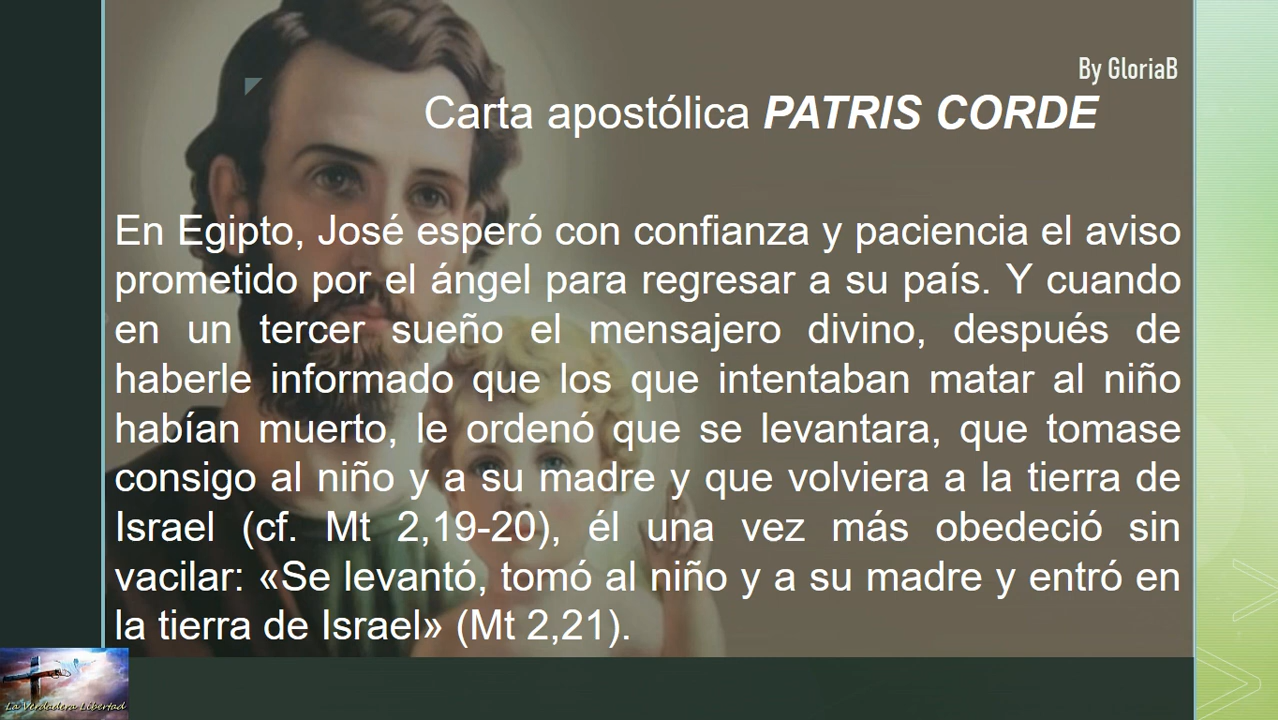 By GloriaB
Carta apostólica PATRIS CORDE
En Egipto, José esperó con confianza y paciencia el aviso
prometido por el ángel para regresar a su país. Y cuando
en un tercer sueño el mensajero divino, después de
haberle informado que los que intentaban matar al niño
habían muerto, le ordenó que se levantara, que tomase
consigo al niño y a su madre y que volviera a la tierra de
Israel (cf. Mt 2,19-20), él una vez más obedeció sin
vacilar: «Se levantó, tomó al niño y a su madre y entró en
la tierra de Israel» (Mt 2,21).
La Verdadera Libertad